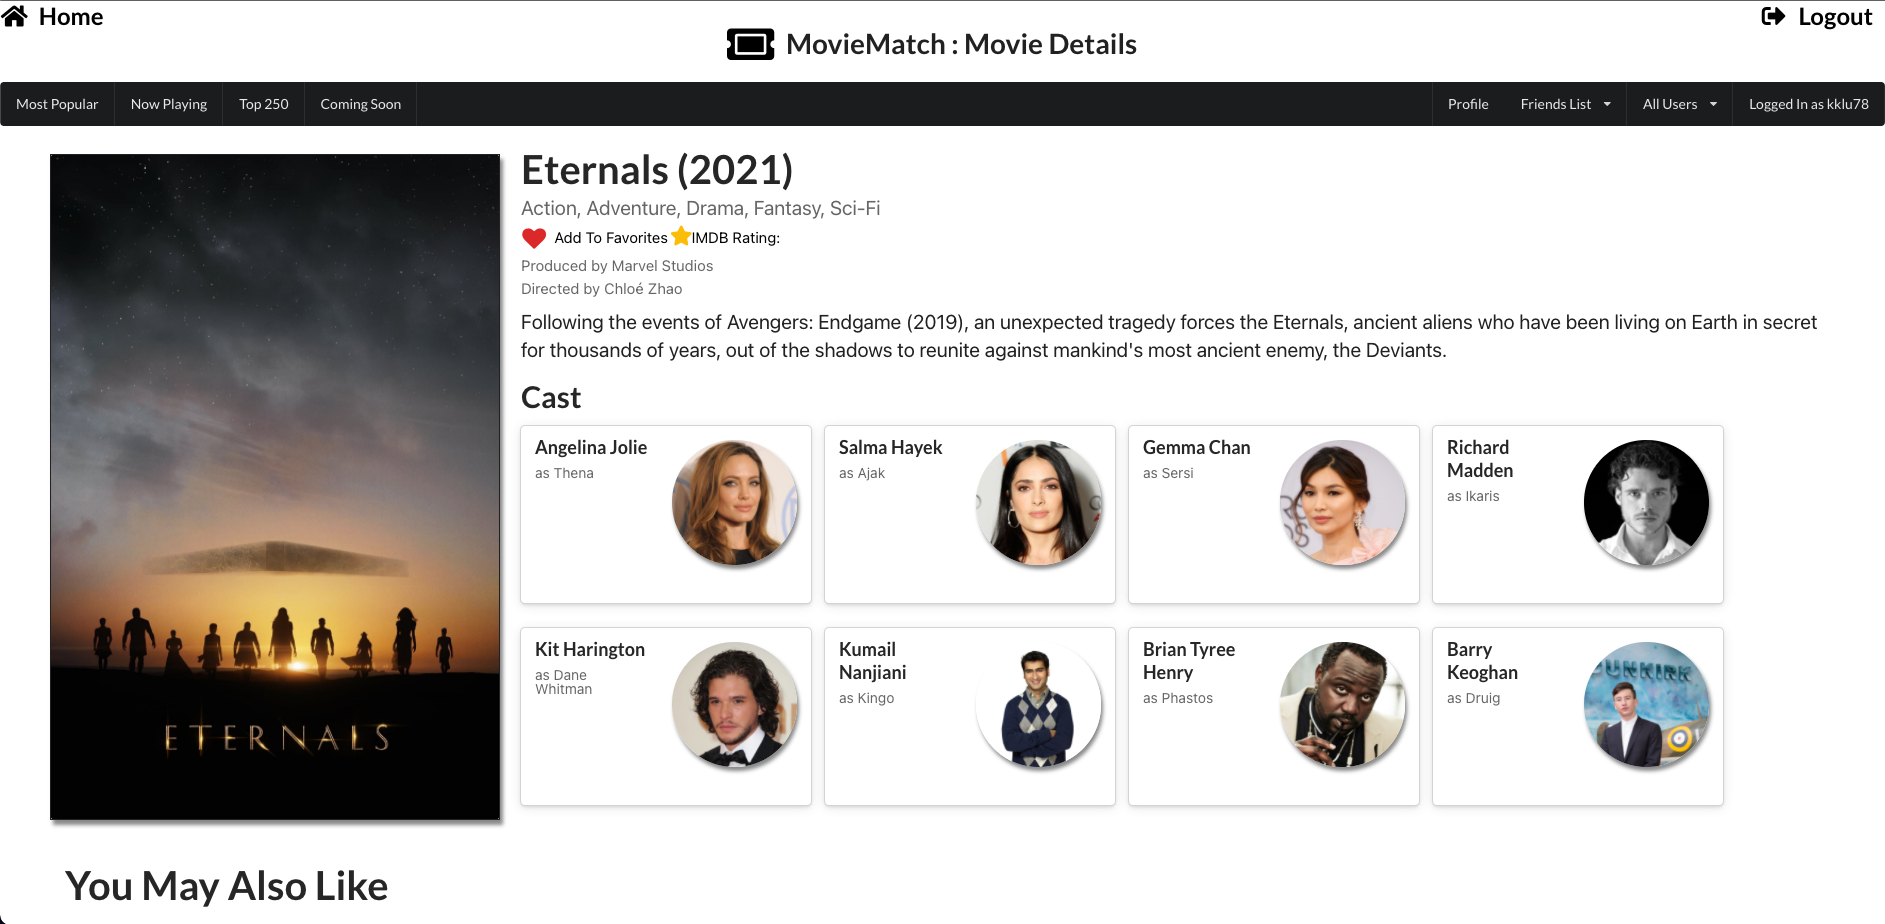 Home
Logout
MovieMatch : Movie Details
Most Popular
Now Playing
Top 250
Coming Soon
Profile
Friends List
All Users
Logged In as kklu78
Eternals (2021)
Action, Adventure, Drama, Fantasy, Sci-Fi
Add To Favorites IMDB Rating:
Produced by Marvel Studios
Directed by Chloé Zhao
Following the events of Avengers: Endgame (2019), an unexpected tragedy forces the Eternals, ancient aliens who have been living on Earth in secret
for thousands of years, out of the shadows to reunite against mankind's most ancient enemy, the Deviants.
Cast
Angelina Jolie
as Thena
Salma Hayek
as Ajak
Gemma Chan
as Sersi
Richard
Madden
as Ikaris
Kit Harington
as Dane
Whitman
Kumail
Nanjiani
as Kingo
Brian Tyree
Henry
as Phastos
Barry
Keoghan
as Druig
UNKIRK
ETERNALS
You May Also Like